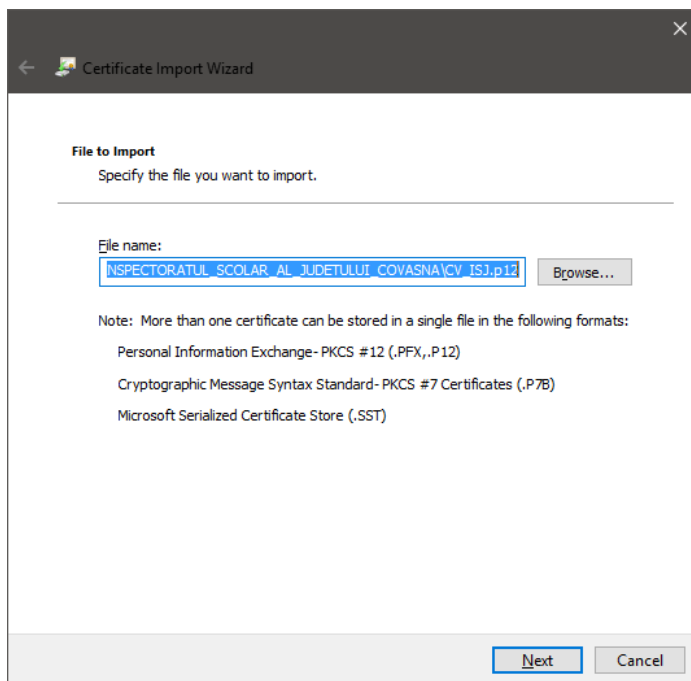 Certificate Import Wizard
File to Import
Specify the file you want to import.
File name:
NSPECTORATUL_SCOLAR_AL_JUDETULUI_COVASNA\CV_ISJ.p12
Browse...
Note: More than one certificate can be stored in a single file in the following formats:
Personal Information Exchange- PKCS #12 (.PFX,.P12)
Cryptographic Message Syntax Standard- PKCS #7 Certificates (.P7B)
Microsoft Serialized Certificate Store (.SST)
Next
Cancel